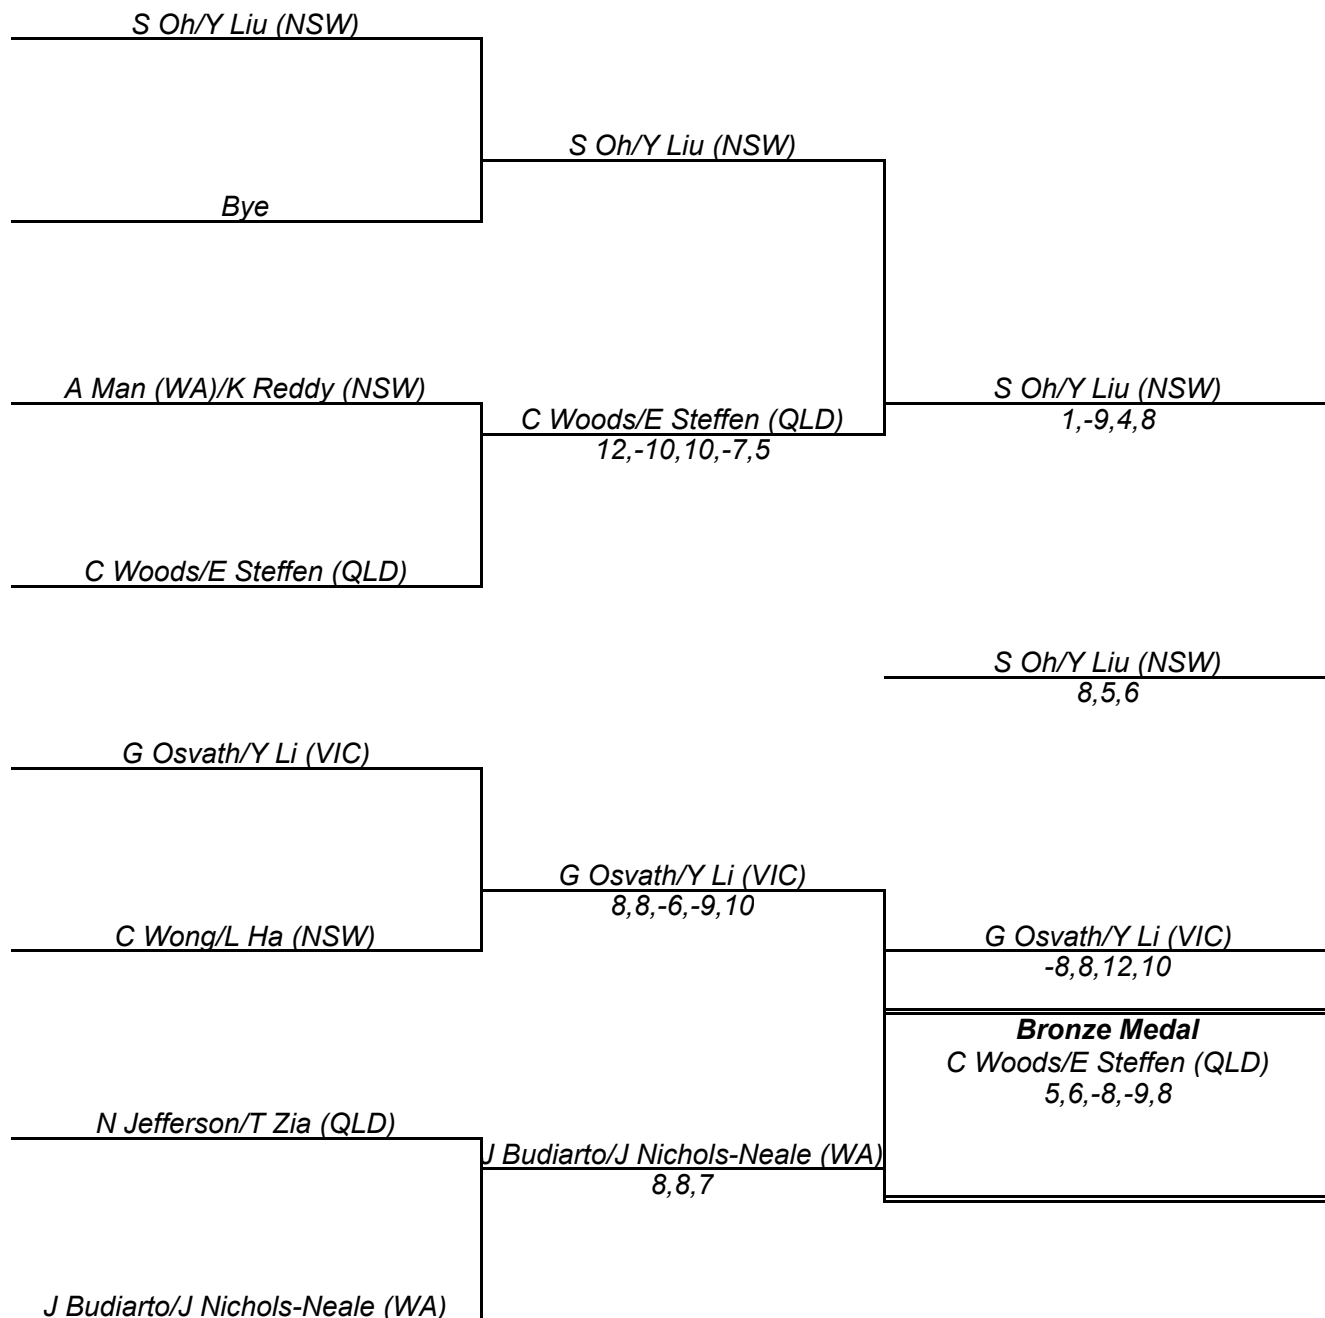 S Oh/Y Liu (NSW)
S Oh/Y Liu (NSW)
Bye
A Man (WA)/K Reddy (NSW)
S Oh/Y Liu (NSW)
1,-9,4,8
C Woods/E Steffen (QLD)
12,-10,10,-7,5
C Woods/E Steffen (QLD)
S Oh/Y Liu (NSW)
8,5,6
G Osvath/Y Li (VIC)
G Osvath/Y Li (VIC)
8,8,-6,-9,10
C Wong/L Ha (NSW)
G Osvath/Y Li (VIC)
-8,8,12,10
Bronze Medal
C Woods/E Steffen (QLD)
5,6,-8,-9,8
N Jefferson/T Zia (QLD)
J Budiarto/J Nichols-Neale (WA)
8,8,7
J Budiarto/J Nichols-Neale (WA)